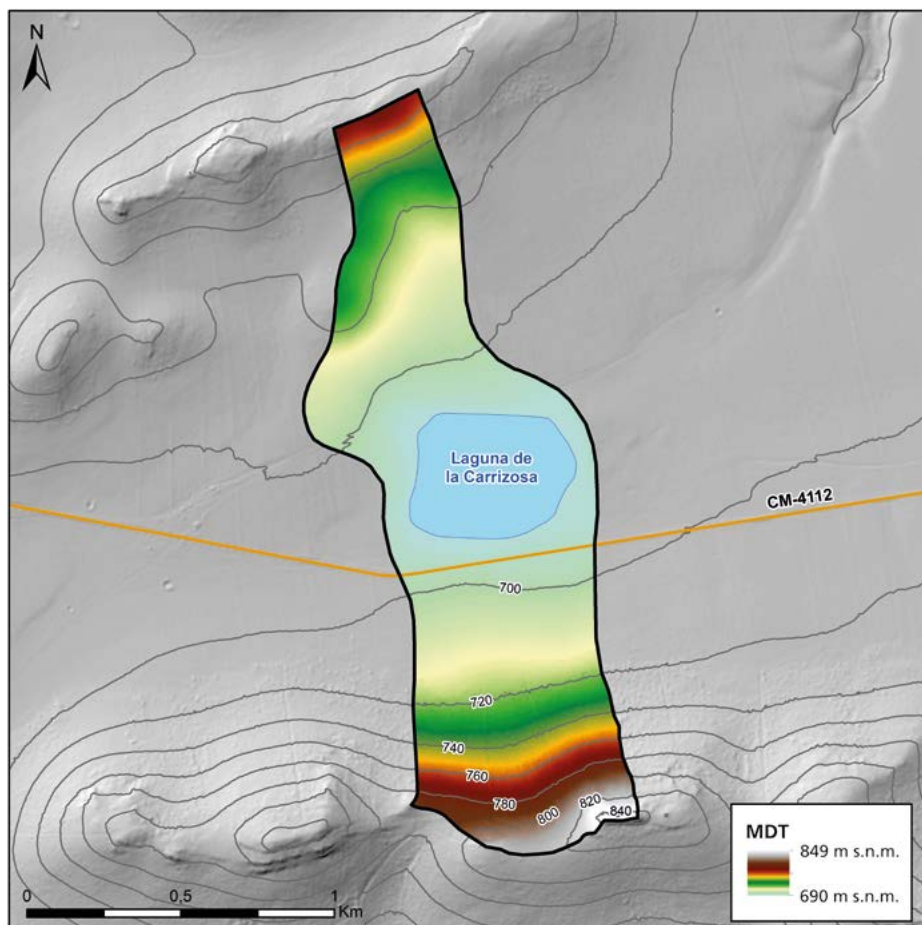 N
Laguna de
la Carrizosa
CM-4112
700
720
740
760
780
800
820
840
MDT
849 m s.n.m.
690 m s.n.m.
0
0,5
1
Km